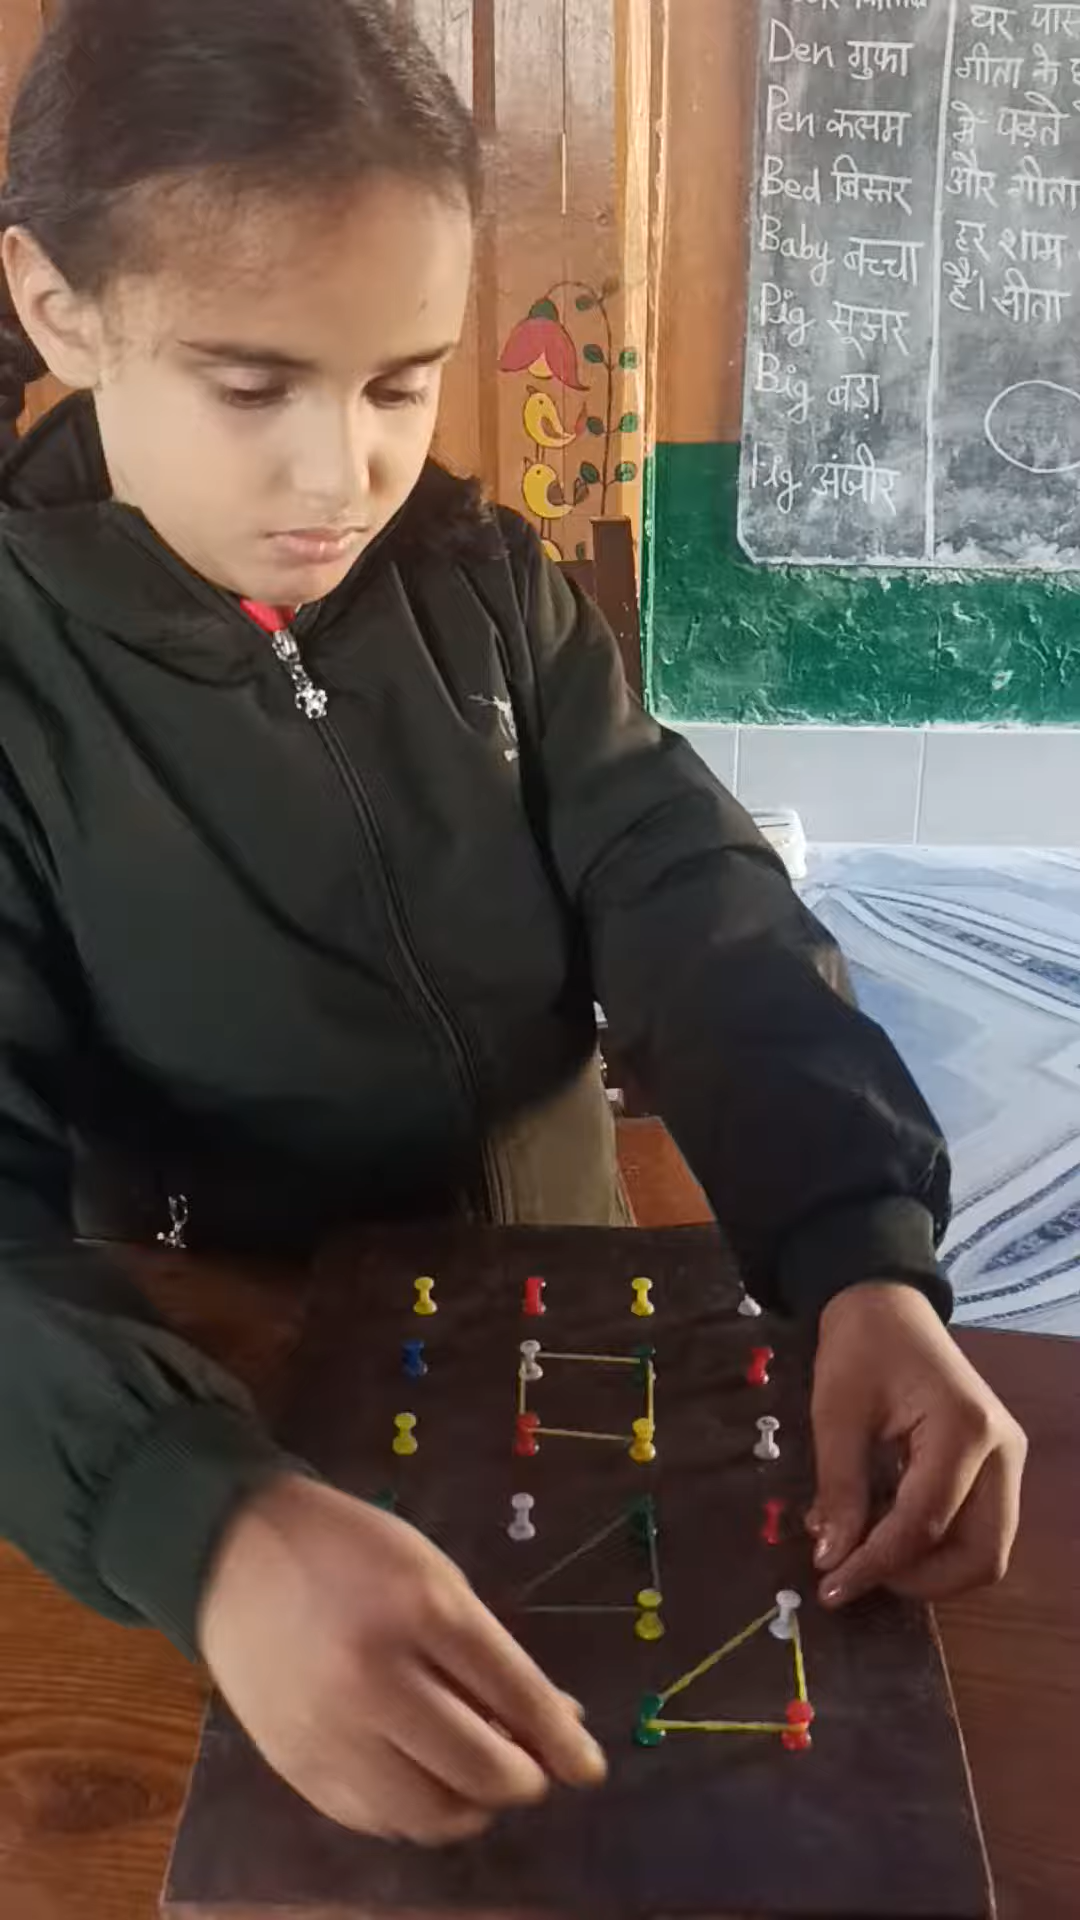 Den गुफा
Pen कलम
Bed बिस्तर
Baby बच्चा
Pig सूअर
Big बड़ा
Fig अंजीर
घर पास
गीता के
में पढ़ते
और गीता
हर शाम
हैं। सीता